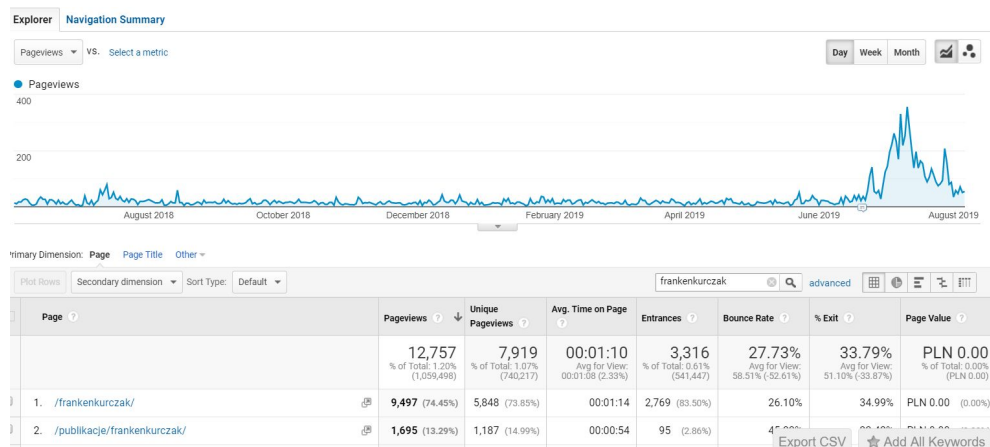 Explorer Navigation Summary
Pageviews VS. Select a metric Day Week Month
Pageviews
400
200
August 2018 October 2018 December 2018 February 2019 April 2019 June 2019 August 2019
Primary Dimension: Page Page Title Other
Plot Rows Secondary dimension Sort Type: Default frankenkurczak advanced
Page Pageviews Unique Pageviews Avg. Time on Page Entrances Bounce Rate % Exit Page Value
12,757 7,919 00:01:10 3,316 27.73% 33.79% PLN 0.00
% of Total: 1.20% % of Total: 1.07% Avg for View: % of Total: 0.61% Avg for View: Avg for View: % of Total: 0.00%
(1,059,498) (740,217) 00:01:08 (2.33%) (541,447) 58.51% (-52.61%) 51.10% (-33.87%) (PLN 0.00)
1. /frankenkurczak/ 9,497 (74.45%) 5,848 (73.85%) 00:01:14 2,769 (83.50%) 26.10% 34.99% PLN 0.00 (0.00%)
2. /publikacje/frankenkurczak/ 1,695 (13.29%) 1,187 (14.99%) 00:00:54 95 (2.86%)
Export CSV Add All Keywords